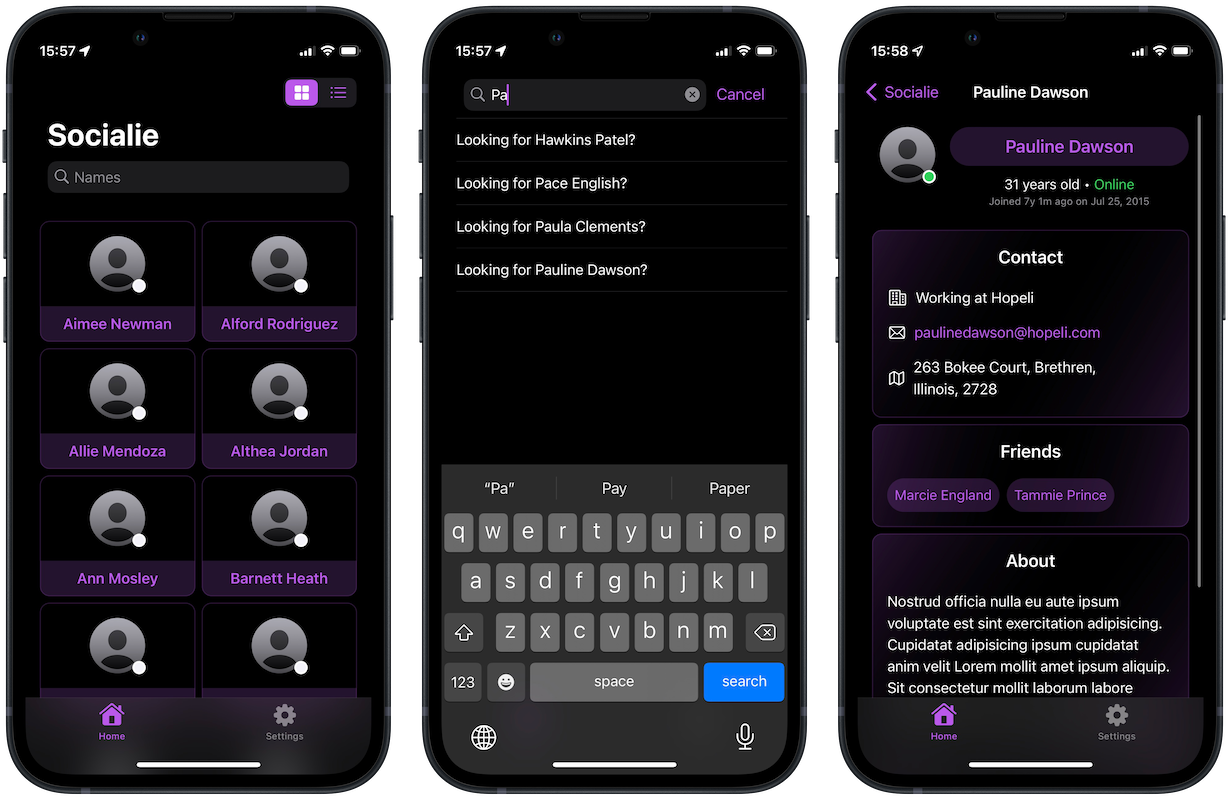 15:57
Socialie
Names
Aimee Newman
Alford Rodriguez
Allie Mendoza
Althea Jordan
Ann Mosley
Barnett Heath
Home
Settings
15:57
Pa
Cancel
Looking for Hawkins Patel?
Looking for Pace English?
Looking for Paula Clements?
Looking for Pauline Dawson?
“Pa”
Pay
Paper
q w e r t y u i o p
a s d f g h j k l
z x c v b n m
123
space
search
15:58
Socialie
Pauline Dawson
Pauline Dawson
31 years old • Online
Joined 7y 1m ago on Jul 25, 2015
Contact
Working at Hopeli
paulinedawson@hopeli.com
263 Bokee Court, Brethren,
Illinois, 2728
Friends
Marcie England
Tammie Prince
About
Nostrud officia nulla eu aute ipsum
voluptate est sint exercitation adipisicing.
Cupidatat adipisicing ipsum cupidatat
anim velit Lorem mollit amet ipsum aliquip.
Sit consectetur mollit laborum labore
Home
Settings